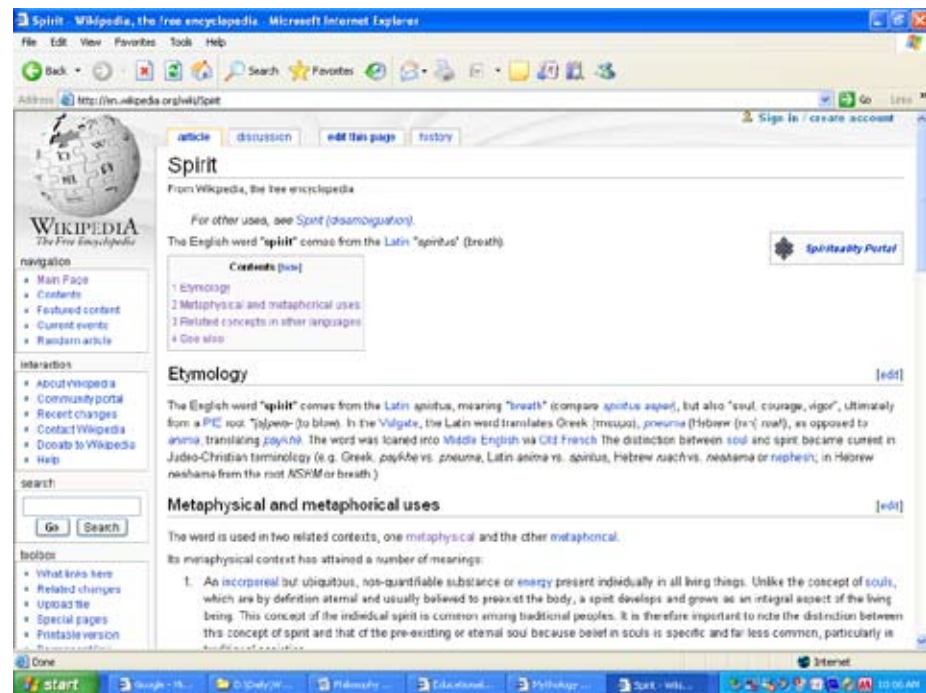 Spirit - Wikipedia, the free encyclopedia - Microsoft Internet Explorer
File Edit View Favorites Tools Help
Back Search Favorites
Address http://en.wikipedia.org/wiki/Spirit Go Links
Sign in / create account
article discussion edit this page history
Spirit
From Wikipedia, the free encyclopedia
For other uses, see Spirit (disambiguation).
The English word "spirit" comes from the Latin "spiritus" (breath).
Spirituality Portal
Contents [hide]
1 Etymology
2 Metaphysical and metaphorical uses
3 Related concepts in other languages
4 See also
WIKIPEDIA
The Free Encyclopedia
navigation
Main Page
Contents
Featured content
Current events
Random article
interaction
About Wikipedia
Community portal
Recent changes
Contact Wikipedia
Donate to Wikipedia
Help
search
Go Search
toolbox
What links here
Related changes
Upload file
Special pages
Printable version
Etymology [edit]
The English word "spirit" comes from the Latin spiritus, meaning "breath" (compare spiritus asper), but also "soul, courage, vigor", ultimately
from a PIE root (to blow). In the Vulgate, the Latin word translates Greek pneuma (Hebrew ruah), as opposed to
anima, translating psykhē. The word was loaned into Middle English via Old French The distinction between soul and spirit became current in
Judeo-Christian terminology (e.g. Greek. psykhe vs. pneuma, Latin anima vs. spiritus, Hebrew ruach vs. neshama or nephesh; in Hebrew
neshama from the root NSHM or breath.)
Metaphysical and metaphorical uses [edit]
The word is used in two related contexts, one metaphysical and the other metaphorical.
Its metaphysical context has attained a number of meanings:
1. An incorporeal but ubiquitous, non-quantifiable substance or energy present individually in all living things. Unlike the concept of souls,
which are by definition eternal and usually believed to preexist the body, a spirit develops and grows as an integral aspect of the living
being. This concept of the individual spirit is common among traditional peoples. It is therefore important to note the distinction between
this concept of spirit and that of the pre-existing or eternal soul because belief in souls is specific and far less common, particularly in
Done Internet
start Google - Mi... Philosophy ... Educational... Mythology ... Spirit - Wiki... 10:06 AM